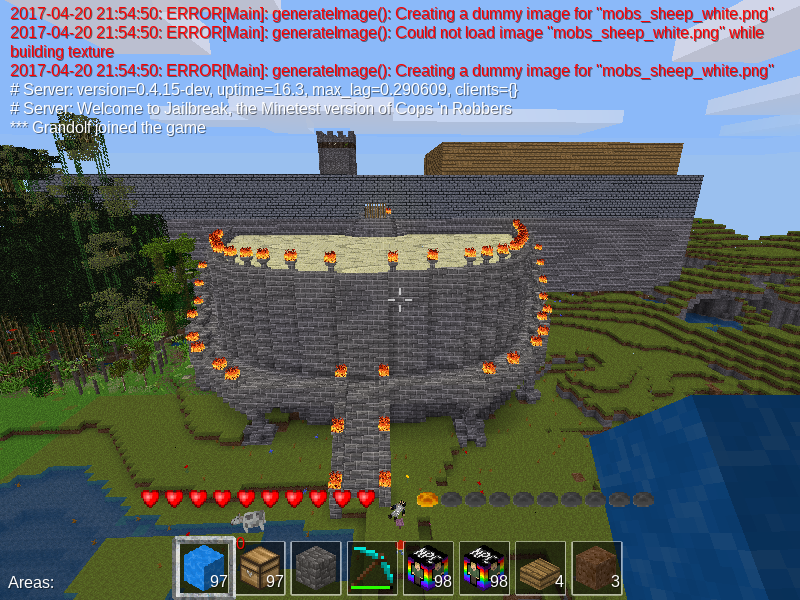 2017-04-20 21:54:50: ERROR[Main]: generateImage(): Creating a dummy image for "mobs_sheep_white.png"
2017-04-20 21:54:50: ERROR[Main]: generateImage(): Could not load image "mobs_sheep_white.png" while
building texture
2017-04-20 21:54:50: ERROR[Main]: generateImage(): Creating a dummy image for "mobs_sheep_white.png"
# Server: version=0.4.15-dev, uptime=16.3, max_lag=0.290609, clients={}
# Server: Welcome to Jailbreak, the Minetest version of Cops 'n Robbers
*** Grandolf joined the game
Areas:
97
97
98
98
4
3